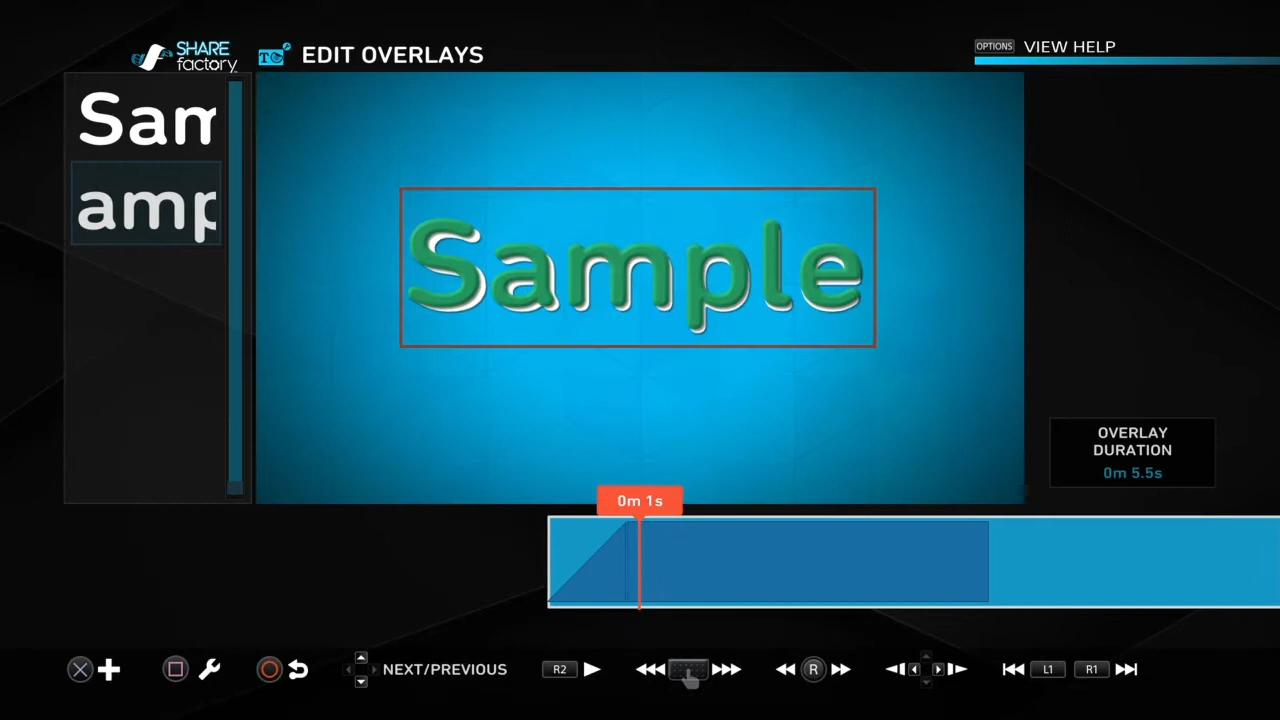 SHARE
factory
EDIT OVERLAYS
OPTIONS VIEW HELP
Sam
amp
Sample
OVERLAY
DURATION
0m 5.5s
0m 1s
NEXT/PREVIOUS
R2
R
L1
R1